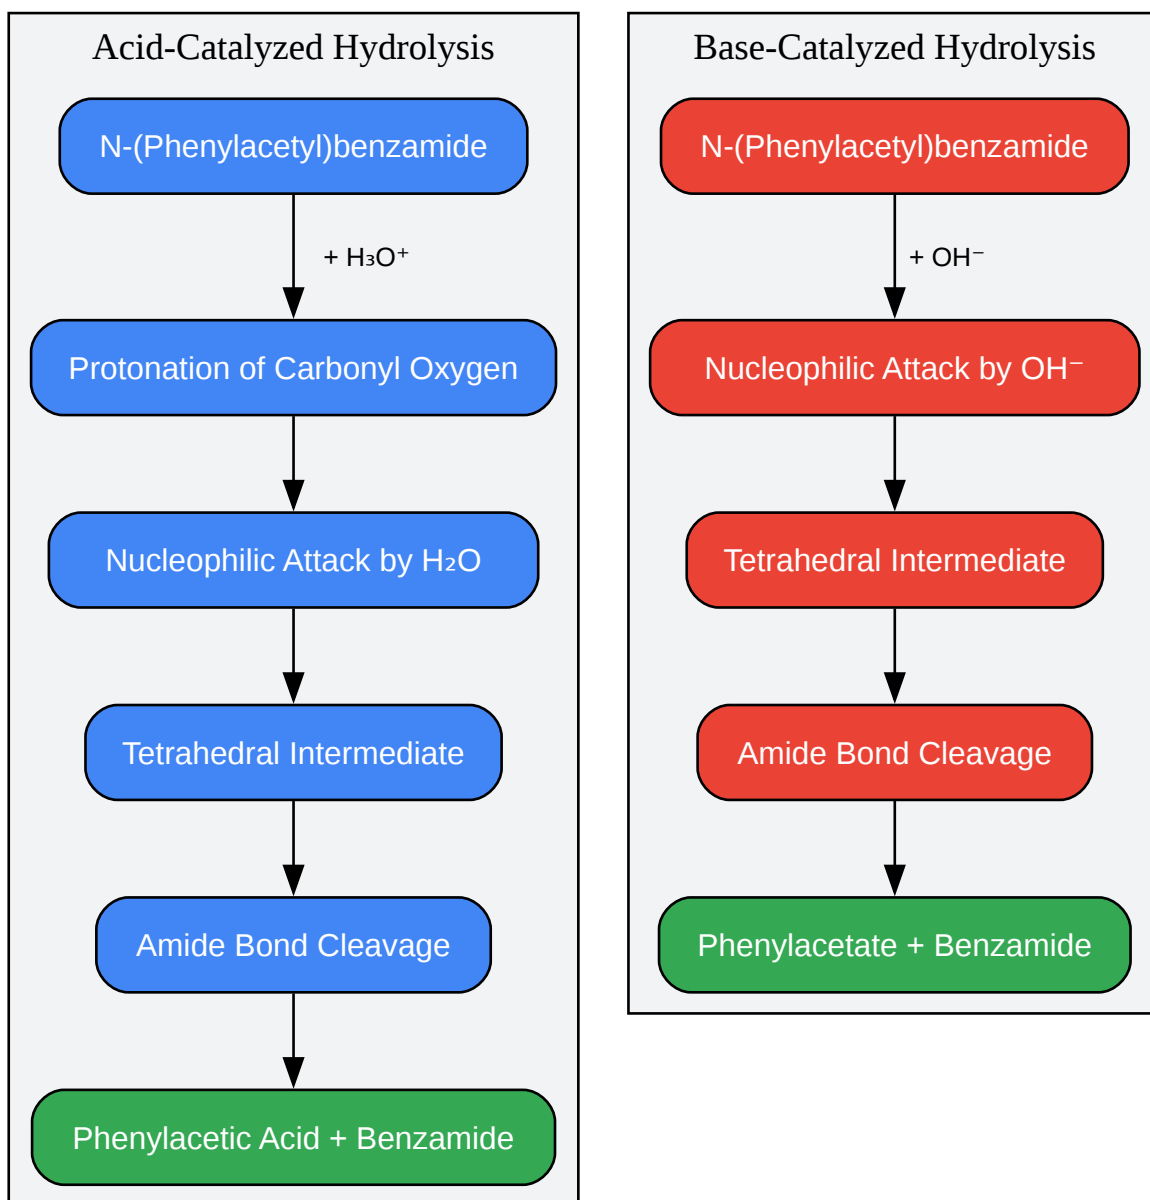 Acid-Catalyzed Hydrolysis
N-(Phenylacetyl)benzamide
+ H₃O⁺
Protonation of Carbonyl Oxygen
Nucleophilic Attack by H₂O
Tetrahedral Intermediate
Amide Bond Cleavage
Phenylacetic Acid + Benzamide
Base-Catalyzed Hydrolysis
N-(Phenylacetyl)benzamide
+ OH⁻
Nucleophilic Attack by OH⁻
Tetrahedral Intermediate
Amide Bond Cleavage
Phenylacetate + Benzamide